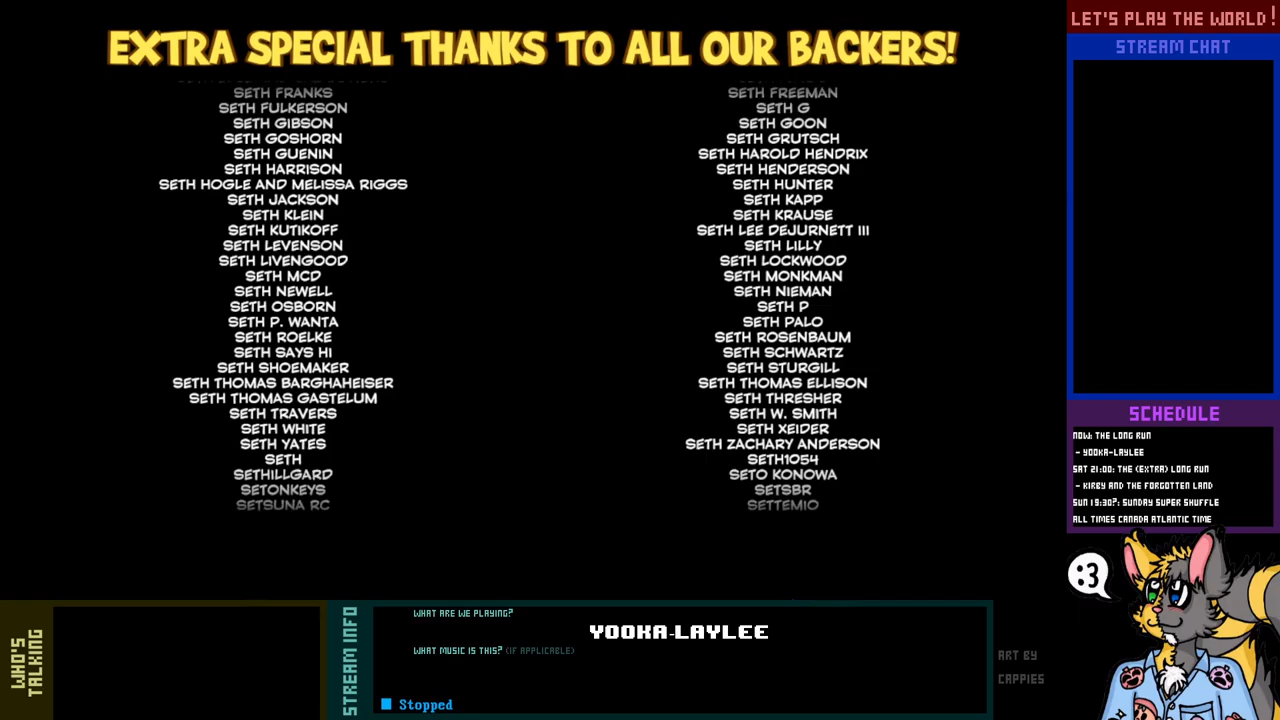 EXTRA SPECIAL THANKS TO ALL OUR BACKERS!
SETH FRANKS
SETH FULKERSON
SETH GIBSON
SETH GOSHORN
SETH GUENIN
SETH HARRISON
SETH HOGLE AND MELISSA RIGGS
SETH JACKSON
SETH KLEIN
SETH KUTIKOFF
SETH LEVENSON
SETH LIVENGOOD
SETH MCD
SETH NEWELL
SETH OSBORN
SETH P. WANTA
SETH ROELKE
SETH SAYS HI
SETH SHOEMAKER
SETH THOMAS BARGHAHEISER
SETH THOMAS GASTELUM
SETH TRAVERS
SETH WHITE
SETH YATES
SETH
SETHILLGARD
SETONKEYS
SETSUNA RC
SETH FREEMAN
SETH G
SETH GOON
SETH GRUTSCH
SETH HAROLD HENDRIX
SETH HENDERSON
SETH HUNTER
SETH KAPP
SETH KRAUSE
SETH LEE DEJURNETT III
SETH LILLY
SETH LOCKWOOD
SETH MONKMAN
SETH NIEMAN
SETH P
SETH PALO
SETH ROSENBAUM
SETH SCHWARTZ
SETH STURGILL
SETH THOMAS ELLISON
SETH THRESHER
SETH W. SMITH
SETH XEIDER
SETH ZACHARY ANDERSON
SETH1054
SETO KONOWA
SETSBR
SETTEMIO
LET'S PLAY THE WORLD!
STREAM CHAT
SCHEDULE
NOW: THE LONG RUN
- YOOKA-LAYLEE
SAT 21:00: THE (EXTRA) LONG RUN
- KIRBY AND THE FORGOTTEN LAND
SUN 19:30?: SUNDAY SUPER SHUFFLE
ALL TIMES CANADA ATLANTIC TIME
:3
WHO'S TALKING
STREAM INFO
WHAT ARE WE PLAYING?
YOOKA-LAYLEE
WHAT MUSIC IS THIS? (IF APPLICABLE)
Stopped
ART BY
CAPPIES